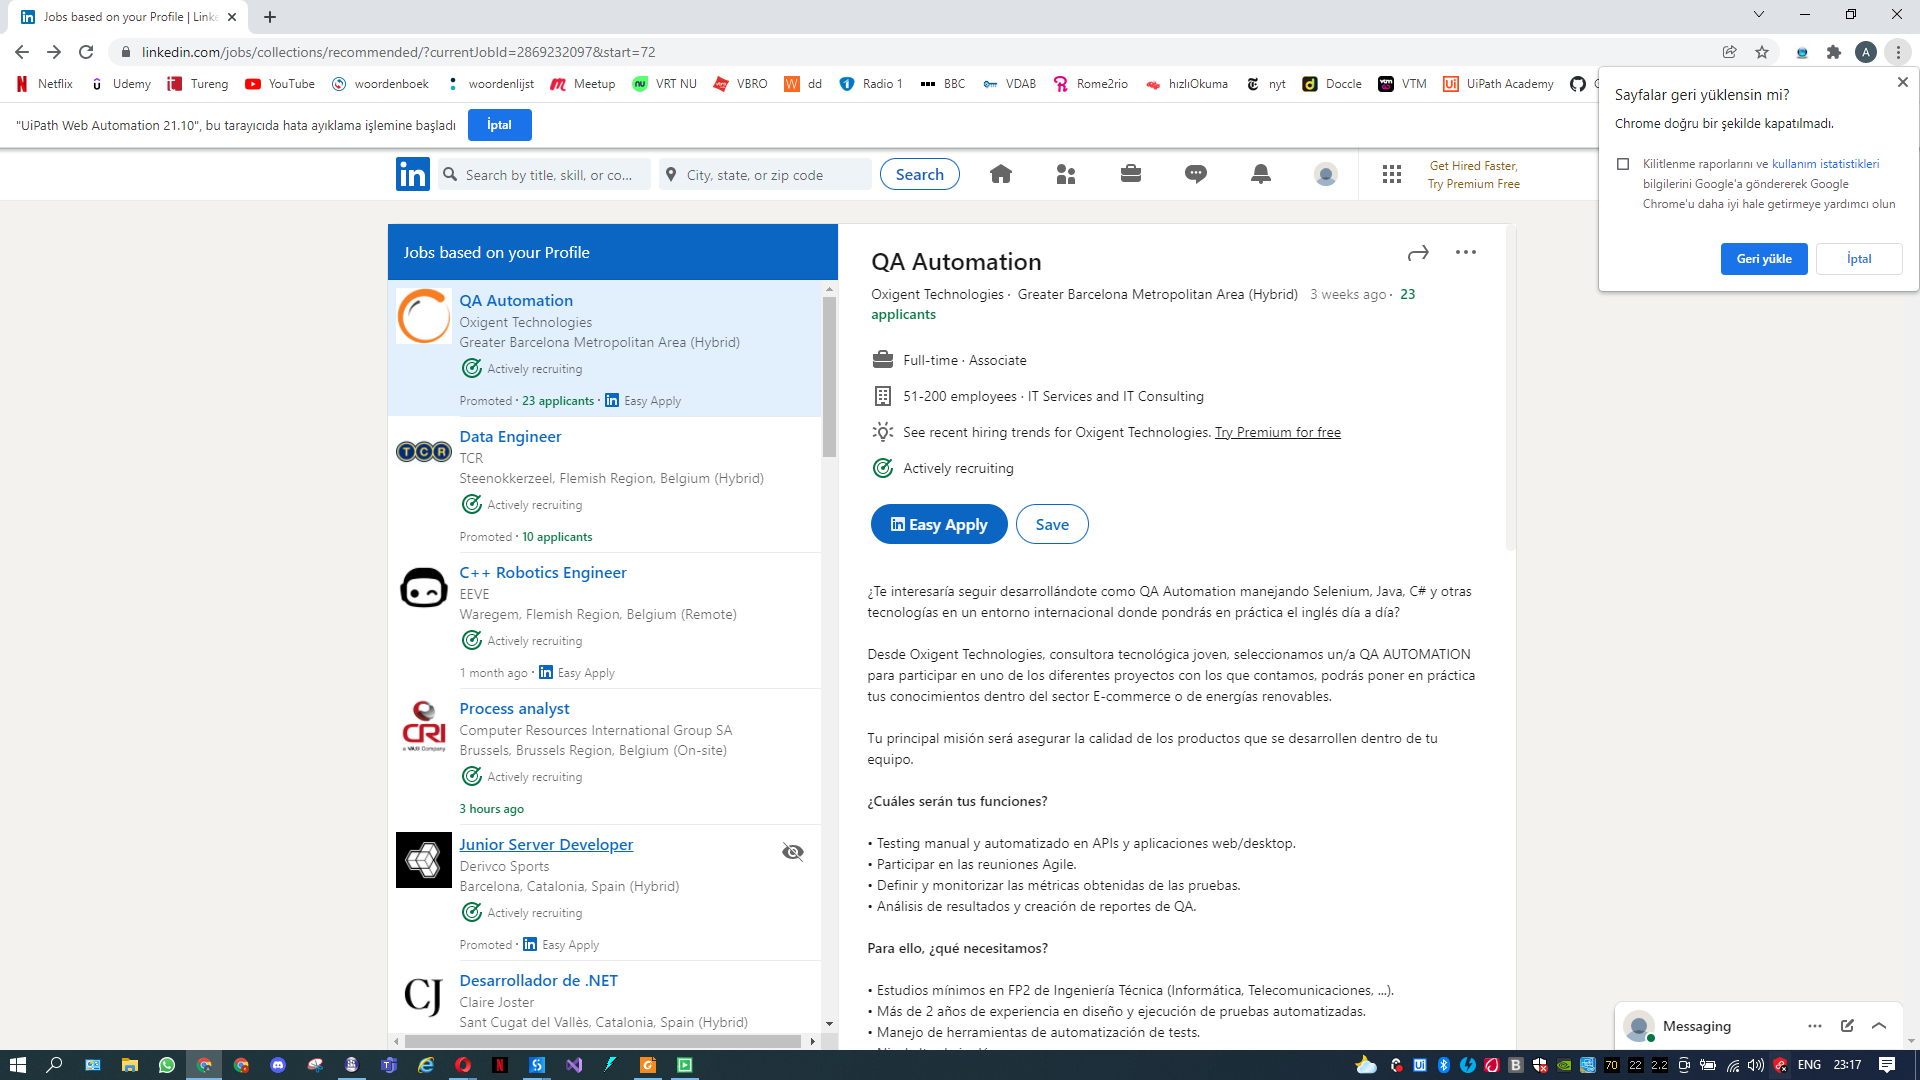 Jobs based on your Profile | Linke
linkedin.com/jobs/collections/recommended/?currentJobId=2869232097&start=72
A
Netflix
Udemy
Tureng
YouTube
woordenboek
woordenlijst
Meetup
VRT NU
VBRO
dd
Radio 1
BBC
VDAB
Rome2rio
hızlıOkuma
nyt
Doccle
VTM
UiPath Academy
"UiPath Web Automation 21.10", bu tarayıcıda hata ayıklama işlemine başladı
İptal
Sayfalar geri yüklensin mi?
Chrome doğru bir şekilde kapatılmadı.
Kilitlenme raporlarını ve kullanım istatistikleri
bilgilerini Google'a göndererek Google
Chrome'u daha iyi hale getirmeye yardımcı olun
Geri yükle
İptal
in
Search by title, skill, or co...
City, state, or zip code
Search
Get Hired Faster,
Try Premium Free
Jobs based on your Profile
QA Automation
Oxigent Technologies
Greater Barcelona Metropolitan Area (Hybrid)
Actively recruiting
Promoted · 23 applicants · in Easy Apply
TCR
Data Engineer
TCR
Steenokkerzeel, Flemish Region, Belgium (Hybrid)
Actively recruiting
Promoted · 10 applicants
C++ Robotics Engineer
EEVE
Waregem, Flemish Region, Belgium (Remote)
Actively recruiting
1 month ago · in Easy Apply
CRI
Process analyst
Computer Resources International Group SA
Brussels, Brussels Region, Belgium (On-site)
Actively recruiting
3 hours ago
Junior Server Developer
Derivco Sports
Barcelona, Catalonia, Spain (Hybrid)
Actively recruiting
Promoted · in Easy Apply
CJ
Desarrollador de .NET
Claire Joster
Sant Cugat del Vallès, Catalonia, Spain (Hybrid)
QA Automation
Oxigent Technologies · Greater Barcelona Metropolitan Area (Hybrid) 3 weeks ago · 23
applicants
Full-time · Associate
51-200 employees · IT Services and IT Consulting
See recent hiring trends for Oxigent Technologies. Try Premium for free
Actively recruiting
in Easy Apply
Save
¿Te interesaría seguir desarrollándote como QA Automation manejando Selenium, Java, C# y otras
tecnologías en un entorno internacional donde pondrás en práctica el inglés día a día?
Desde Oxigent Technologies, consultora tecnológica joven, seleccionamos un/a QA AUTOMATION
para participar en uno de los diferentes proyectos con los que contamos, podrás poner en práctica
tus conocimientos dentro del sector E-commerce o de energías renovables.
Tu principal misión será asegurar la calidad de los productos que se desarrollen dentro de tu
equipo.
¿Cuáles serán tus funciones?
• Testing manual y automatizado en APIs y aplicaciones web/desktop.
• Participar en las reuniones Agile.
• Definir y monitorizar las métricas obtenidas de las pruebas.
• Análisis de resultados y creación de reportes de QA.
Para ello, ¿qué necesitamos?
• Estudios mínimos en FP2 de Ingeniería Técnica (Informática, Telecomunicaciones, ...).
• Más de 2 años de experiencia en diseño y ejecución de pruebas automatizadas.
• Manejo de herramientas de automatización de tests.
Messaging
70
22
2.2
ENG
23:17